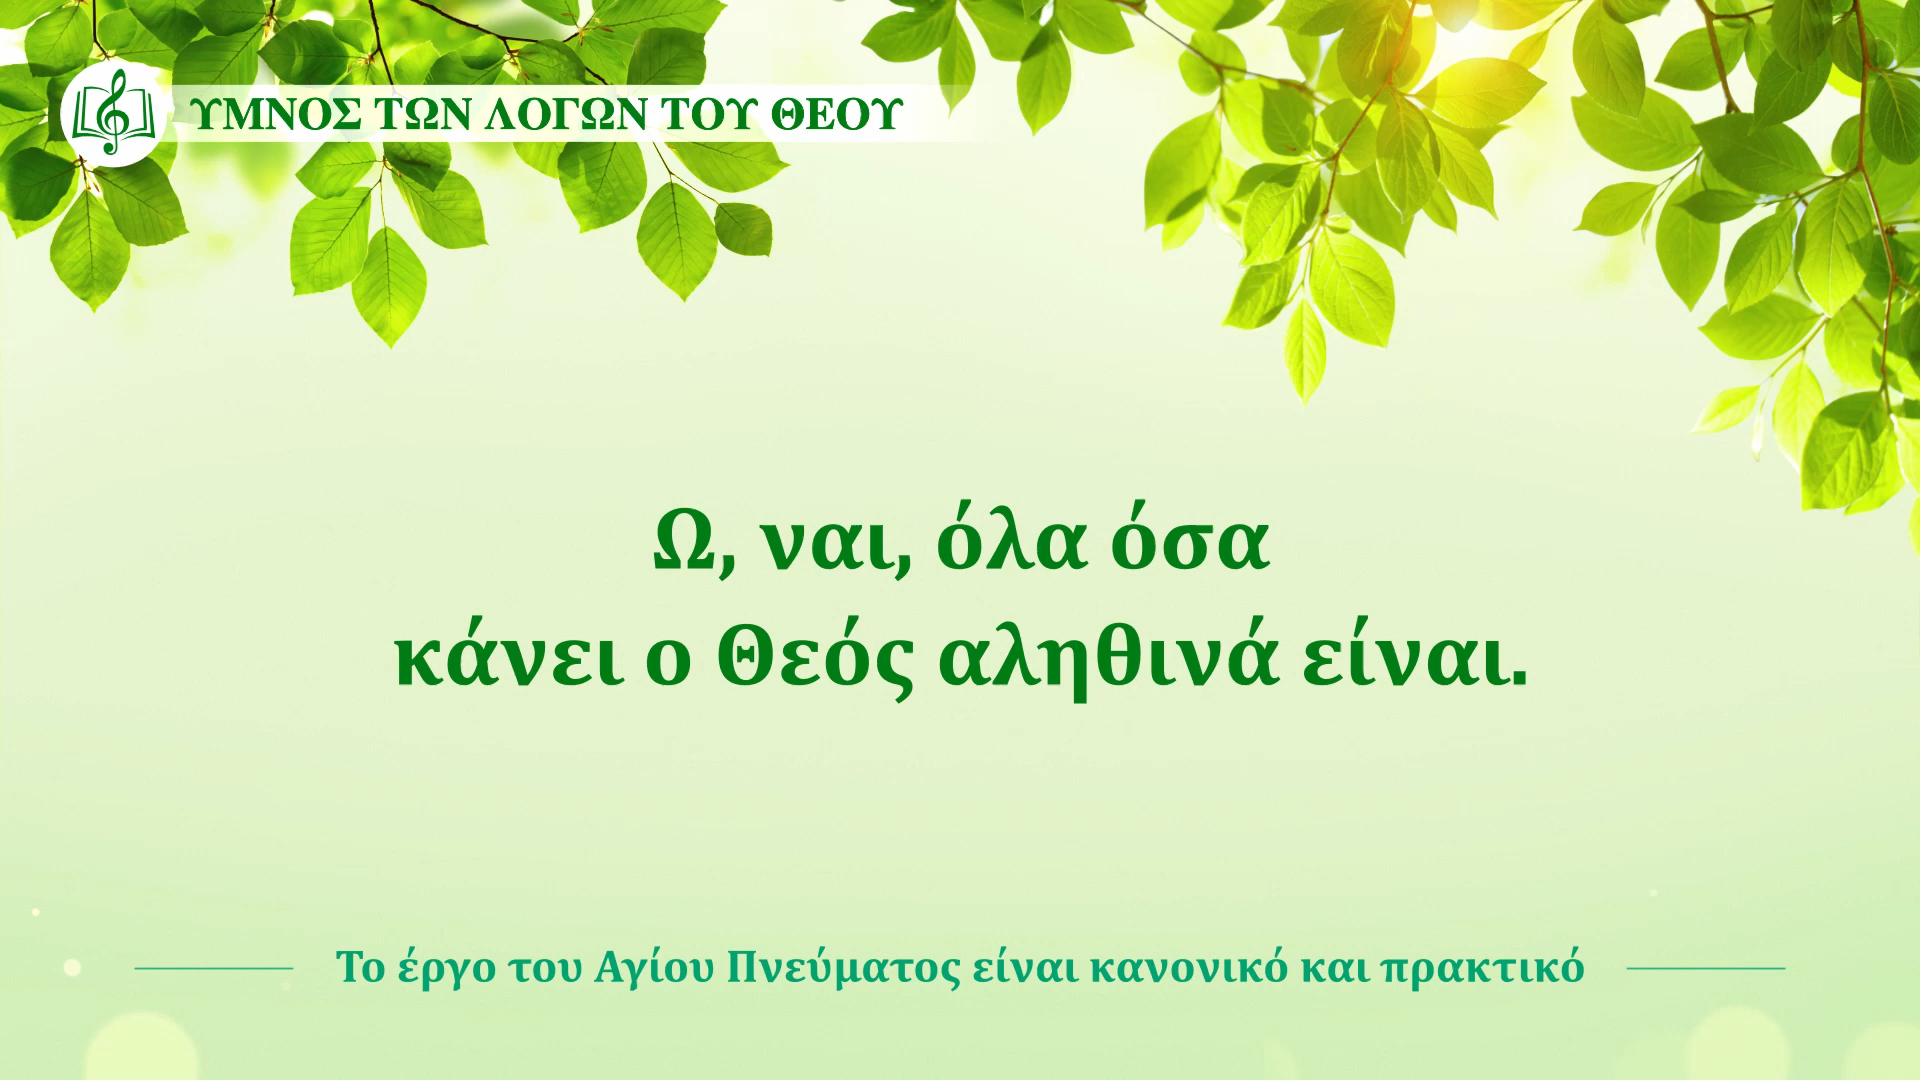 ΥΜΝΟΣ ΤΩΝ ΛΟΓΩΝ ΤΟΥ ΘΕΟΥ
Ω, ναι, όλα όσα
κάνει ο Θεός αληθινά είναι.
Το έργο του Αγίου Πνεύματος είναι κανονικό και πρακτικό